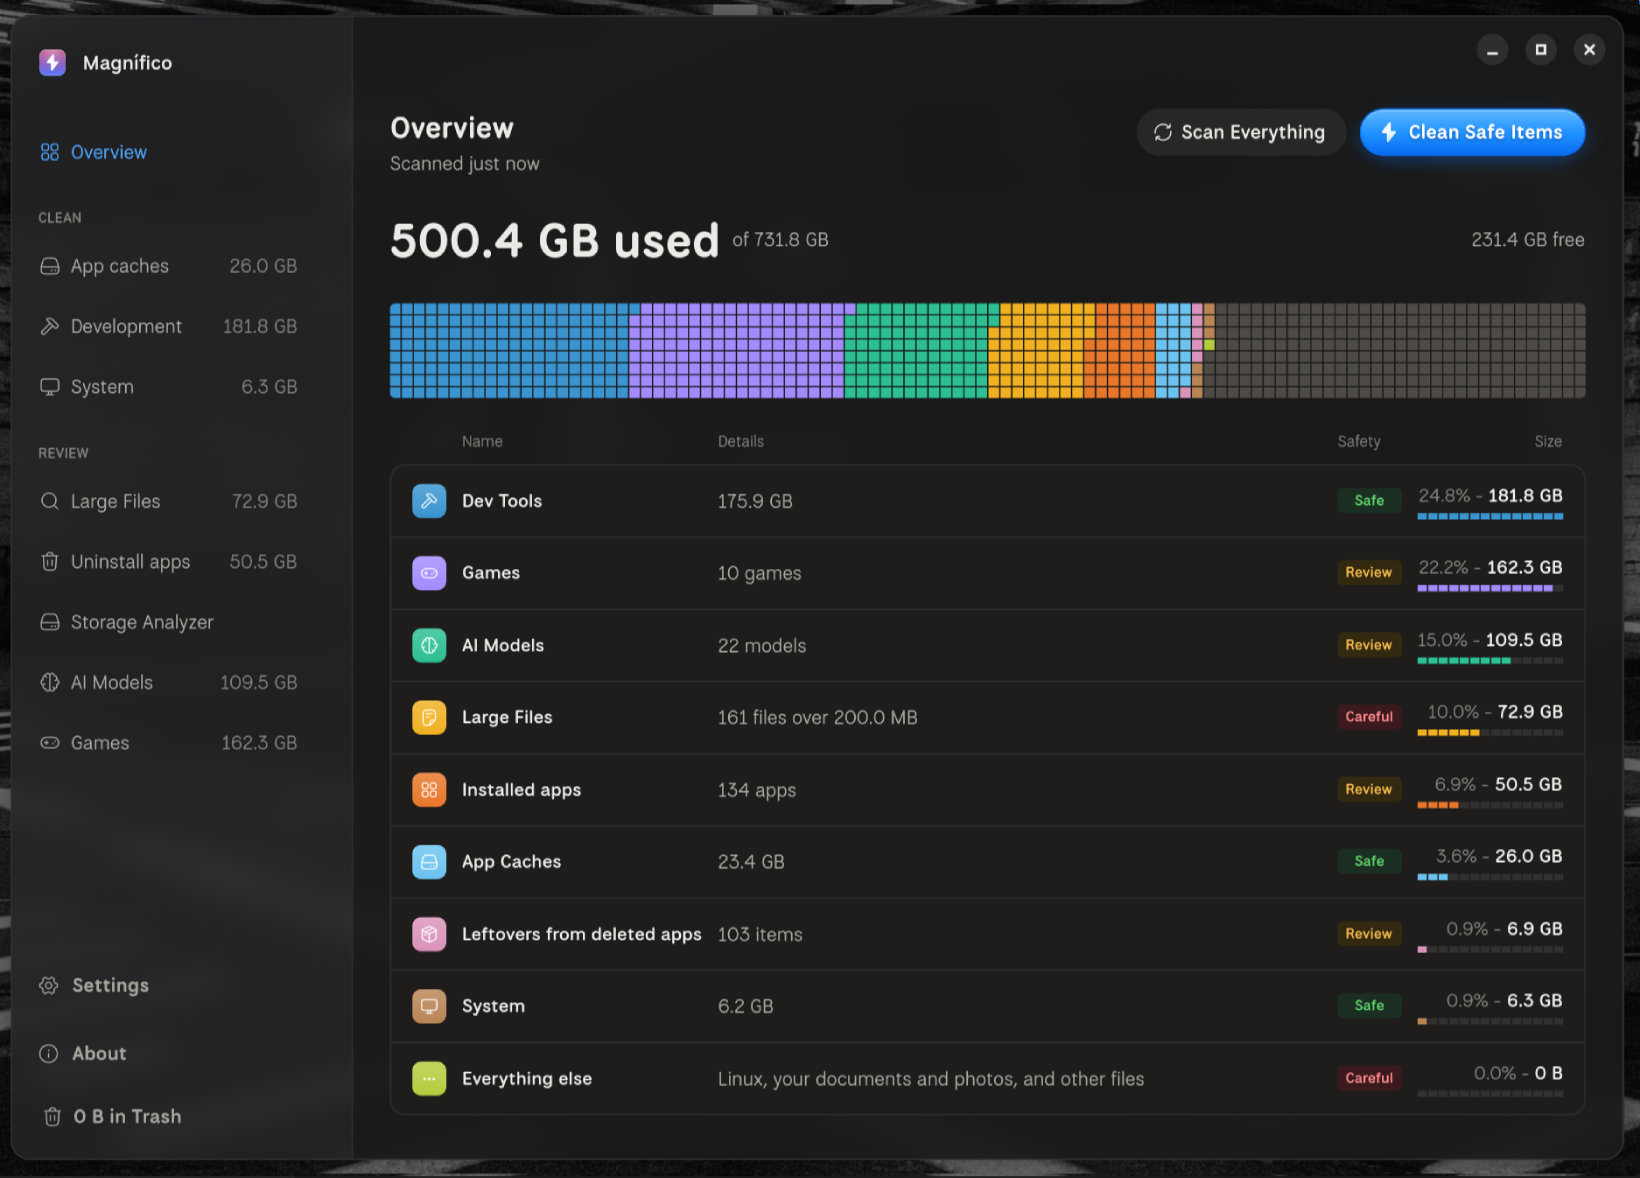 Magnífico
Overview
CLEAN
App caches 26.0 GB
Development 181.8 GB
System 6.3 GB
REVIEW
Large Files 72.9 GB
Uninstall apps 50.5 GB
Storage Analyzer
AI Models 109.5 GB
Games 162.3 GB
Settings
About
0 B in Trash
Overview
Scanned just now
Scan Everything
Clean Safe Items
500.4 GB used of 731.8 GB
231.4 GB free
Name Details Safety Size
Dev Tools 175.9 GB Safe 24.8% - 181.8 GB
Games 10 games Review 22.2% - 162.3 GB
AI Models 22 models Review 15.0% - 109.5 GB
Large Files 161 files over 200.0 MB Careful 10.0% - 72.9 GB
Installed apps 134 apps Review 6.9% - 50.5 GB
App Caches 23.4 GB Safe 3.6% - 26.0 GB
Leftovers from deleted apps 103 items Review 0.9% - 6.9 GB
System 6.2 GB Safe 0.9% - 6.3 GB
Everything else Linux, your documents and photos, and other files Careful 0.0% - 0 B